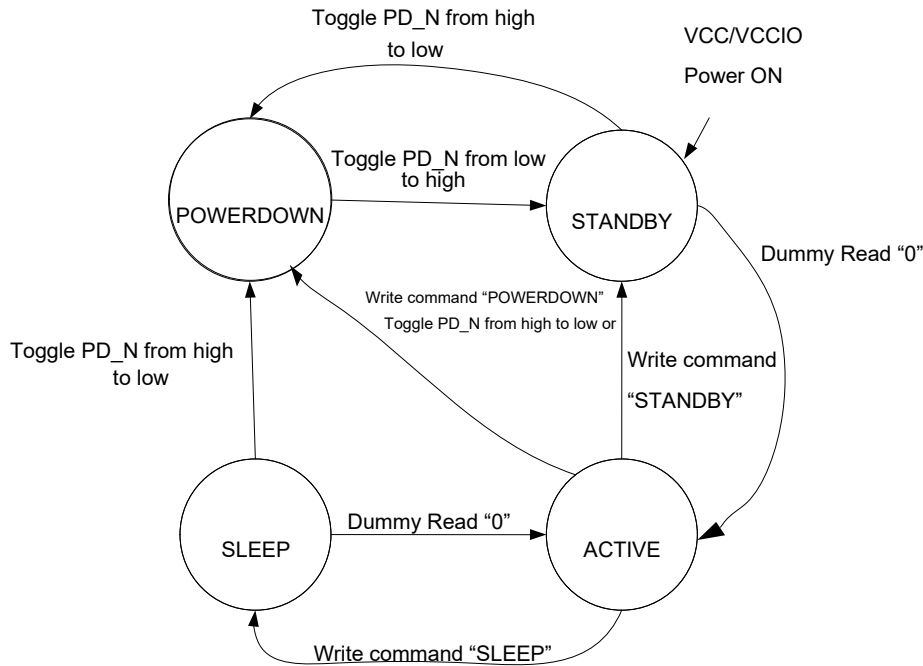 Toggle PD_N from high
to low
VCC/VCCIO
Power ON
Toggle PD_N from low
to high
POWERDOWN
STANDBY
Dummy Read “0”
Write command “POWERDOWN”
Toggle PD_N from high to low or
Toggle PD_N from high
to low
Write command
“STANDBY”
Dummy Read “0”
SLEEP
ACTIVE
Write command “SLEEP”